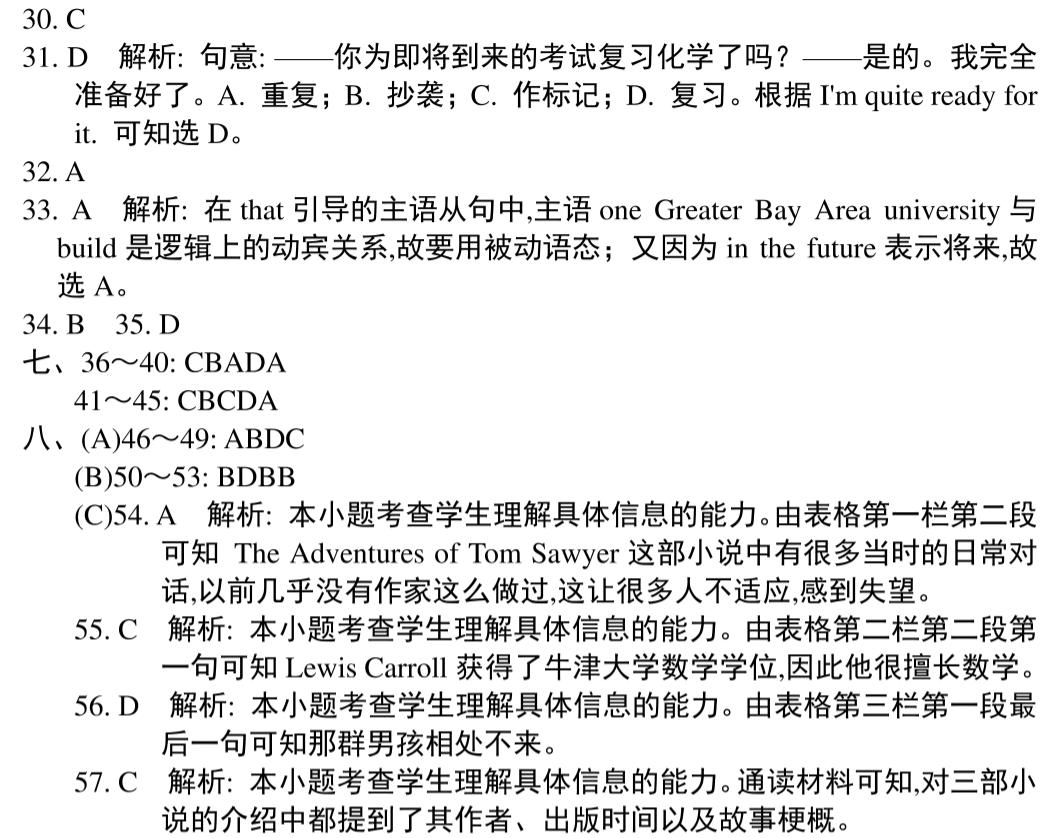 30. C
31. D 解析: 句意: ——你为即将到来的考试复习化学了吗? ——是的。我完全
准备好了。A. 重复; B. 抄袭; C. 作标记; D. 复习。根据 I'm quite ready for
it. 可知选 D。
32. A
33. A 解析: 在 that 引导的主语从句中,主语 one Greater Bay Area university 与
build 是逻辑上的动宾关系,故要用被动语态; 又因为 in the future 表示将来,故
选 A。
34. B 35. D
七、36～40: CBADA
41～45: CBCDA
八、(A)46～49: ABDC
(B)50～53: BDBB
(C)54. A 解析: 本小题考查学生理解具体信息的能力。由表格第一栏第二段
可知 The Adventures of Tom Sawyer 这部小说中有很多当时的日常对
话,以前几乎没有作家这么做过,这让很多人不适应,感到失望。
55. C 解析: 本小题考查学生理解具体信息的能力。由表格第二栏第二段第
一句可知 Lewis Carroll 获得了牛津大学数学学位,因此他很擅长数学。
56. D 解析: 本小题考查学生理解具体信息的能力。由表格第三栏第一段最
后一句可知那群男孩相处不来。
57. C 解析: 本小题考查学生理解具体信息的能力。通读材料可知,对三部小
说的介绍中都提到了其作者、出版时间以及故事梗概。